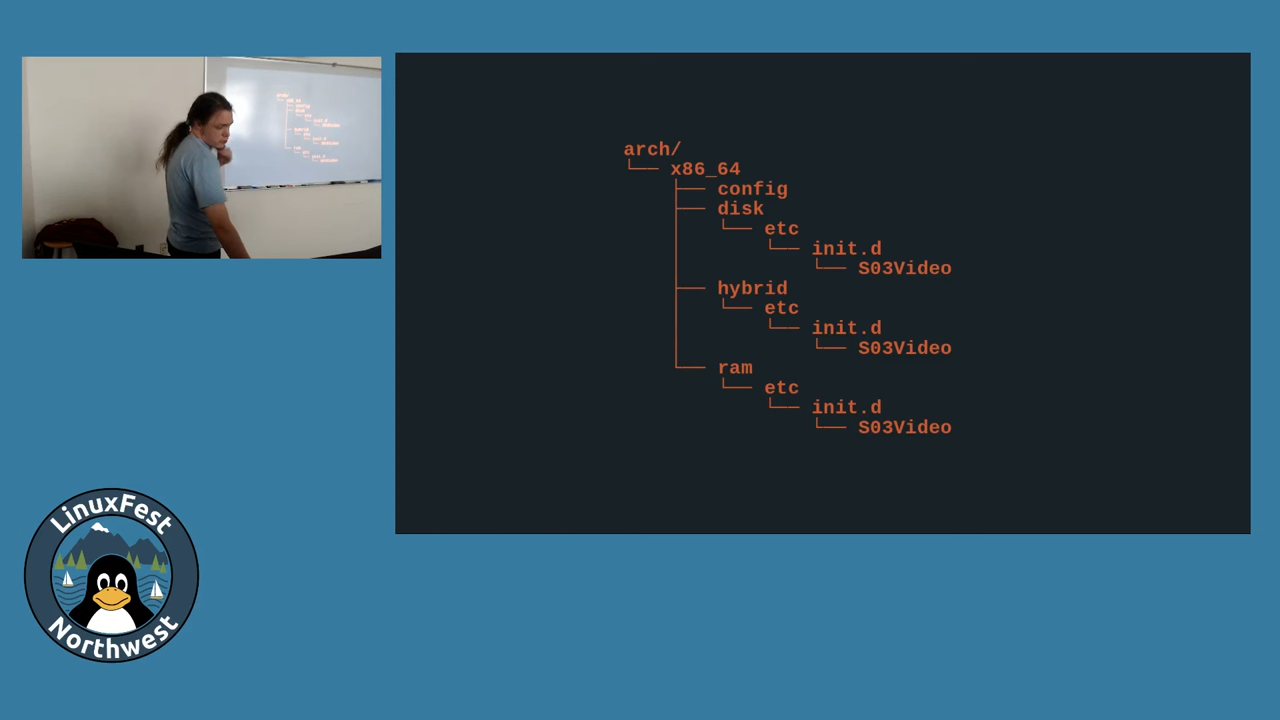 arch/
└── x86_64
    ├── config
    ├── disk
    │   └── etc
    │       └── init.d
    │           └── S03Video
    ├── hybrid
    │   └── etc
    │       └── init.d
    │           └── S03Video
    └── ram
        └── etc
            └── init.d
                └── S03Video
LinuxFest
Northwest